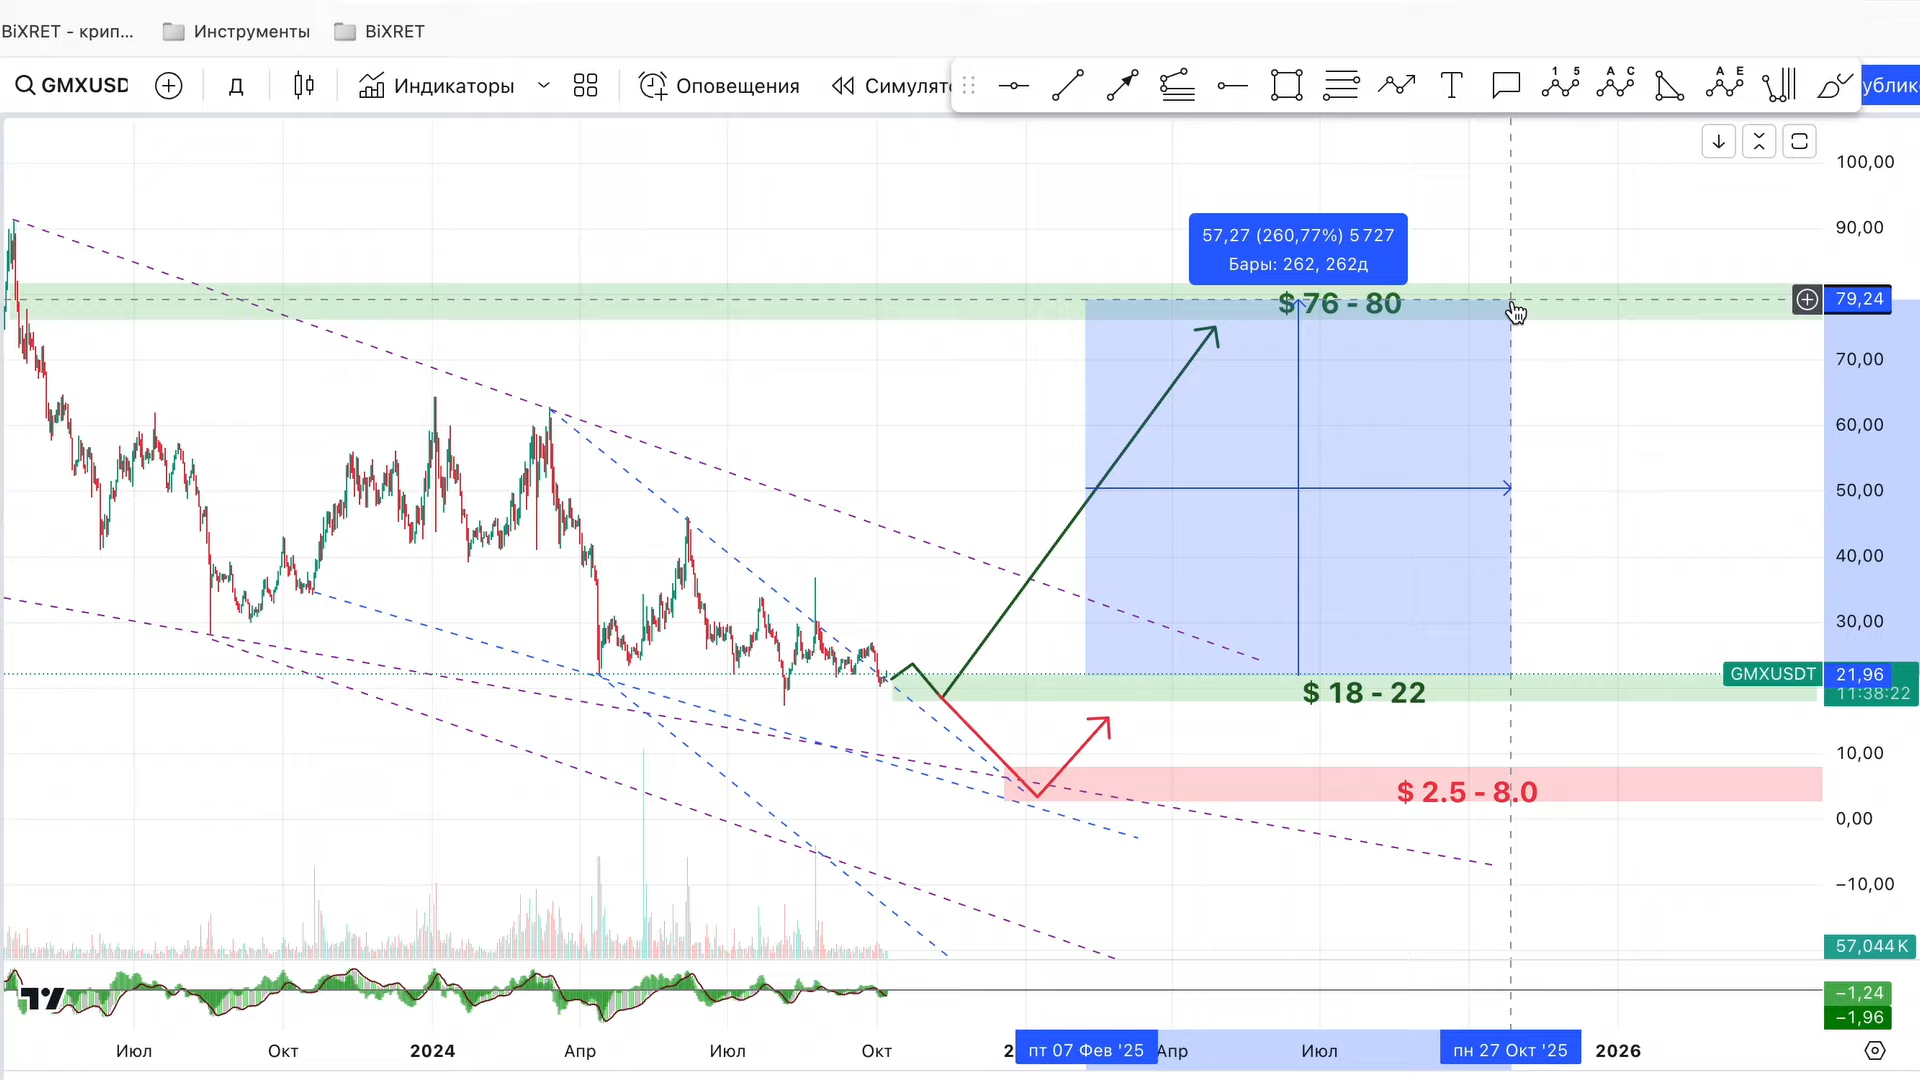 BiXRET - крип...
Инструменты
BiXRET
GMXUSD
Д
Индикаторы
Оповещения
100,00
90,00
57,27 (260,77%) 5 727
Бары: 262, 262д
$ 76 - 80
79,24
70,00
60,00
50,00
40,00
30,00
GMXUSDT
21,96
11:38:22
$ 18 - 22
10,00
$ 2.5 - 8.0
0,00
−10,00
57,044 K
−1,24
−1,96
Июл
Окт
2024
Апр
Июл
Окт
пт 07 Фев '25
Апр
Июл
пн 27 Окт '25
2026